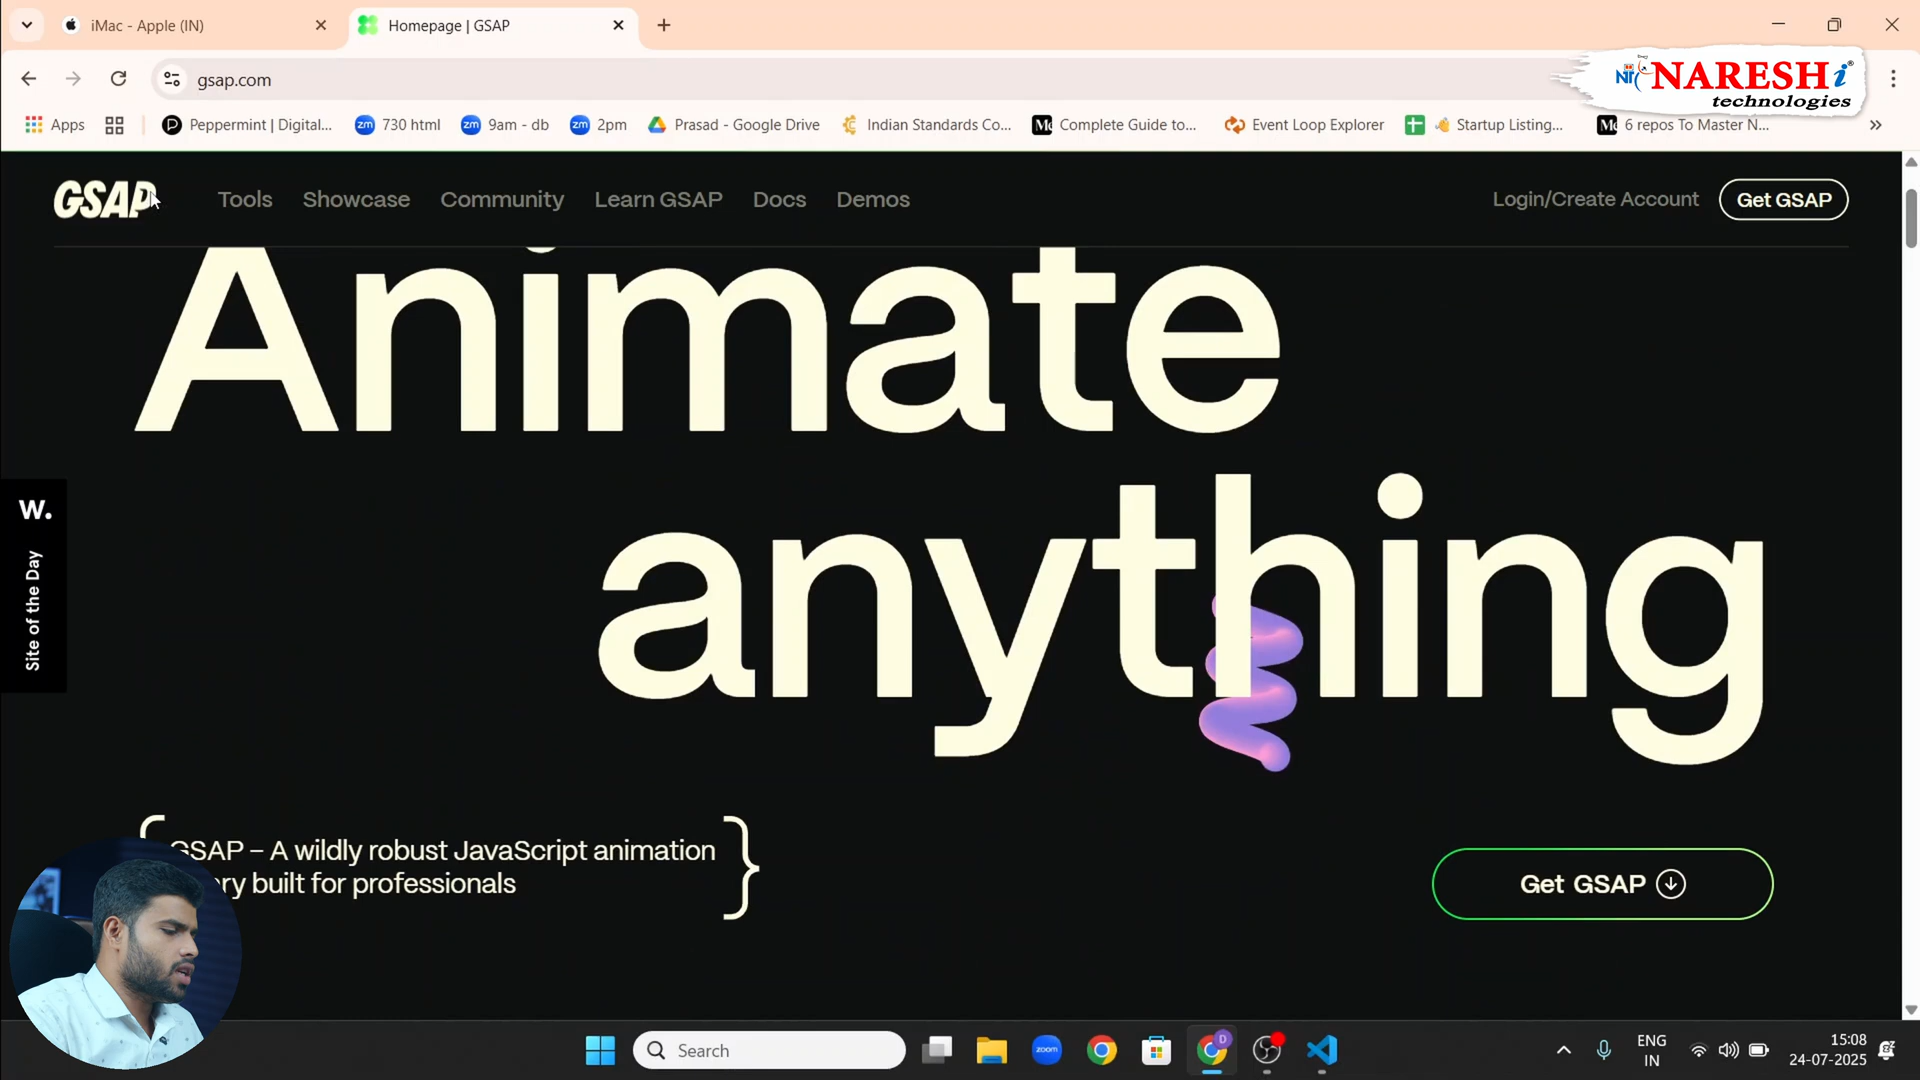 iMac - Apple (IN)
Homepage | GSAP
gsap.com
NARESH i
technologies
Apps
Peppermint | Digital...
730 html
9am - db
2pm
Prasad - Google Drive
Indian Standards Co...
Complete Guide to...
Event Loop Explorer
Startup Listing...
6 repos To Master N...
GSAP
Tools
Showcase
Community
Learn GSAP
Docs
Demos
Login/Create Account
Get GSAP
Animate
anything
W.
Site of the Day
GSAP – A wildly robust JavaScript animation
built for professionals
Get GSAP
Search
zoom
D
ENG
IN
15:08
24-07-2025